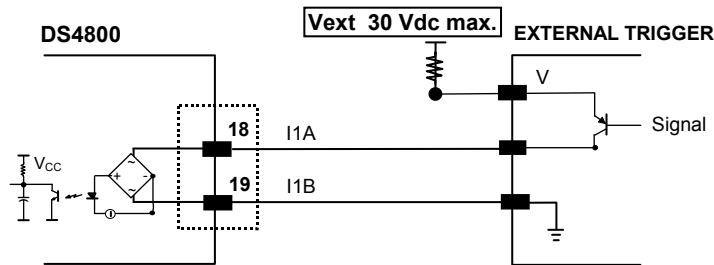 Vext 30 Vdc max.
DS4800
EXTERNAL TRIGGER
V
18
I1A
Signal
VCC
+
-
~
~
19
I1B